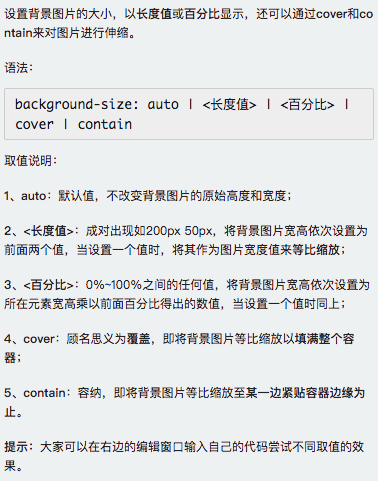 设置背景图片的大小，以长度值或百分比显示，还可以通过cover和co
ntain来对图片进行伸缩。
语法：
background-size: auto | <长度值> | <百分比> |
cover | contain
取值说明：
1、auto：默认值，不改变背景图片的原始高度和宽度；
2、<长度值>：成对出现如200px 50px，将背景图片宽高依次设置为
前面两个值，当设置一个值时，将其作为图片宽度值来等比缩放；
3、<百分比>：0%~100%之间的任何值，将背景图片宽高依次设置为
所在元素宽高乘以前面百分比得出的数值，当设置一个值时同上；
4、cover：顾名思义为覆盖，即将背景图片等比缩放以填满整个容
器；
5、contain：容纳，即将背景图片等比缩放至某一边紧贴容器边缘为
止。
提示：大家可以在右边的编辑窗口输入自己的代码尝试不同取值的效
果。